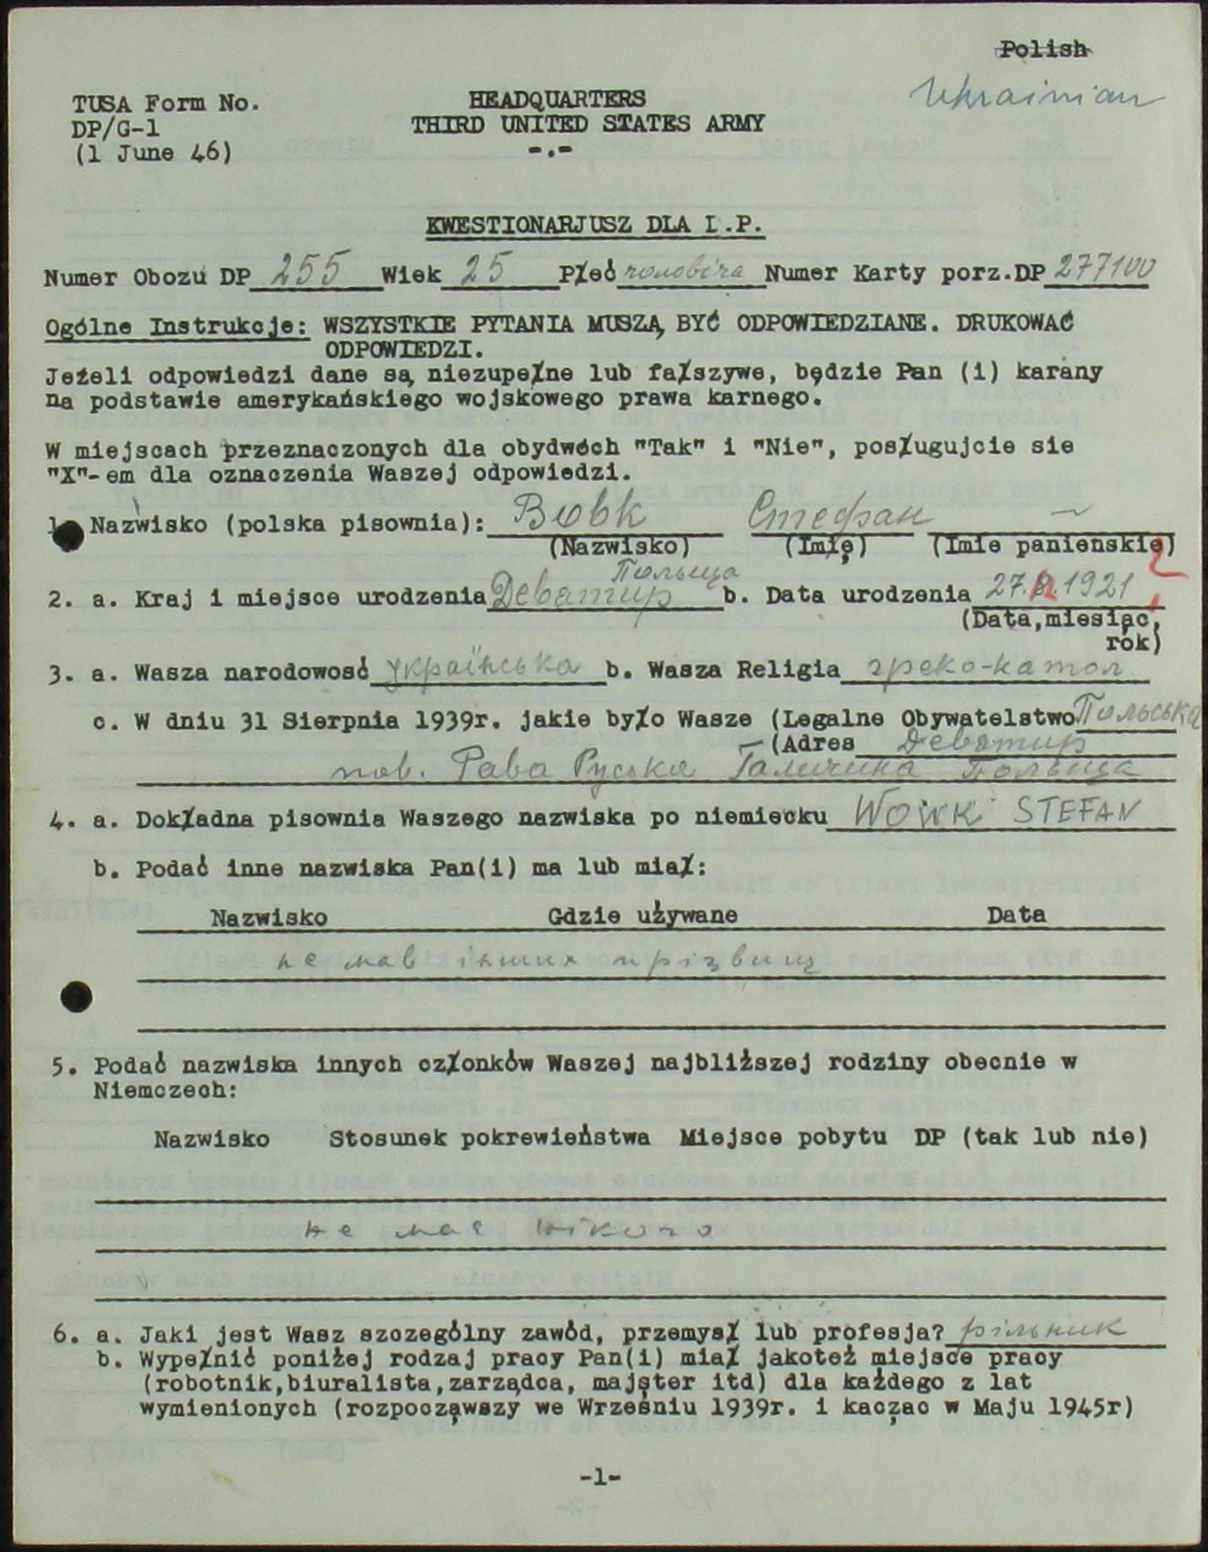 Polish
Ukrainian
TUSA Form No.
DP/G-1
(1 June 46)
HEADQUARTERS
THIRD UNITED STATES ARMY
-.-
KWESTIONARJUSZ DLA D.P.
Numer Obozu DP 255 Wiek 25 Płeć чоловіча Numer Karty porz.DP 277100
Ogólne Instrukcje: WSZYSTKIE PYTANIA MUSZĄ BYĆ ODPOWIEDZIANE. DRUKOWAĆ
ODPOWIEDZI.
Jeżeli odpowiedzi dane są niezupełne lub fałszywe, będzie Pan (i) karany
na podstawie amerykańskiego wojskowego prawa karnego.
W miejscach przeznaczonych dla obydwóch "Tak" i "Nie", posługujcie sie
"X"-em dla oznaczenia Waszej odpowiedzi.
1. Nazwisko (polska pisownia): Вовк Стефан –
(Nazwisko) (Imię) (Imie panienskie)
Польща
2. a. Kraj i miejsce urodzenia Девятир b. Data urodzenia 27. 1921
(Data,miesiąc,
rok)
3. a. Wasza narodowosć українська b. Wasza Religia греко-катол
c. W dniu 31 Sierpnia 1939r. jakie było Wasze (Legalne Obywatelstwo Польська
(Adres Девятир
пов. Рава Руська Галичина Польща
4. a. Dokładna pisownia Waszego nazwiska po niemiecku WOWK STEFAN
b. Podać inne nazwiska Pan(i) ma lub miał:
Nazwisko Gdzie używane Data
не мав інших прізвищ
5. Podać nazwiska innych członków Waszej najbliższej rodziny obecnie w
Niemczech:
Nazwisko Stosunek pokrewieństwa Miejsce pobytu DP (tak lub nie)
не має нікого
6. a. Jaki jest Wasz szczególny zawód, przemysł lub profesja? рільник
b. Wypełnić poniżej rodzaj pracy Pan(i) miał jakoteż miejsce pracy
(robotnik,biuralista,zarządca, majster itd) dla każdego z lat
wymienionych (rozpocząwszy we Wrześniu 1939r. i kacząc w Maju 1945r)
-1-